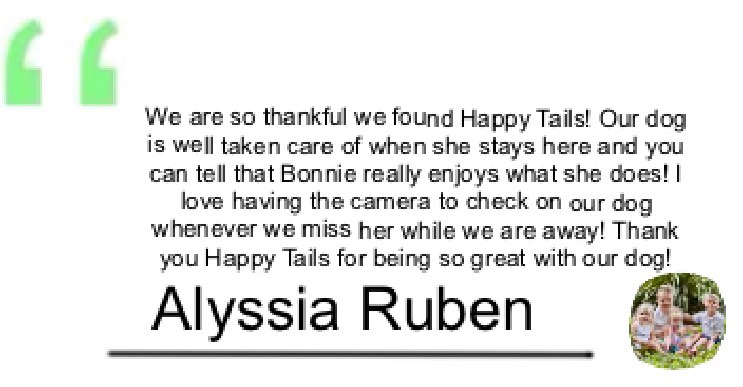 We are so thankful we found Happy Tails! Our dog
is well taken care of when she stays here and you
can tell that Bonnie really enjoys what she does! I
love having the camera to check on our dog
whenever we miss her while we are away! Thank
you Happy Tails for being so great with our dog!
Alyssia Ruben